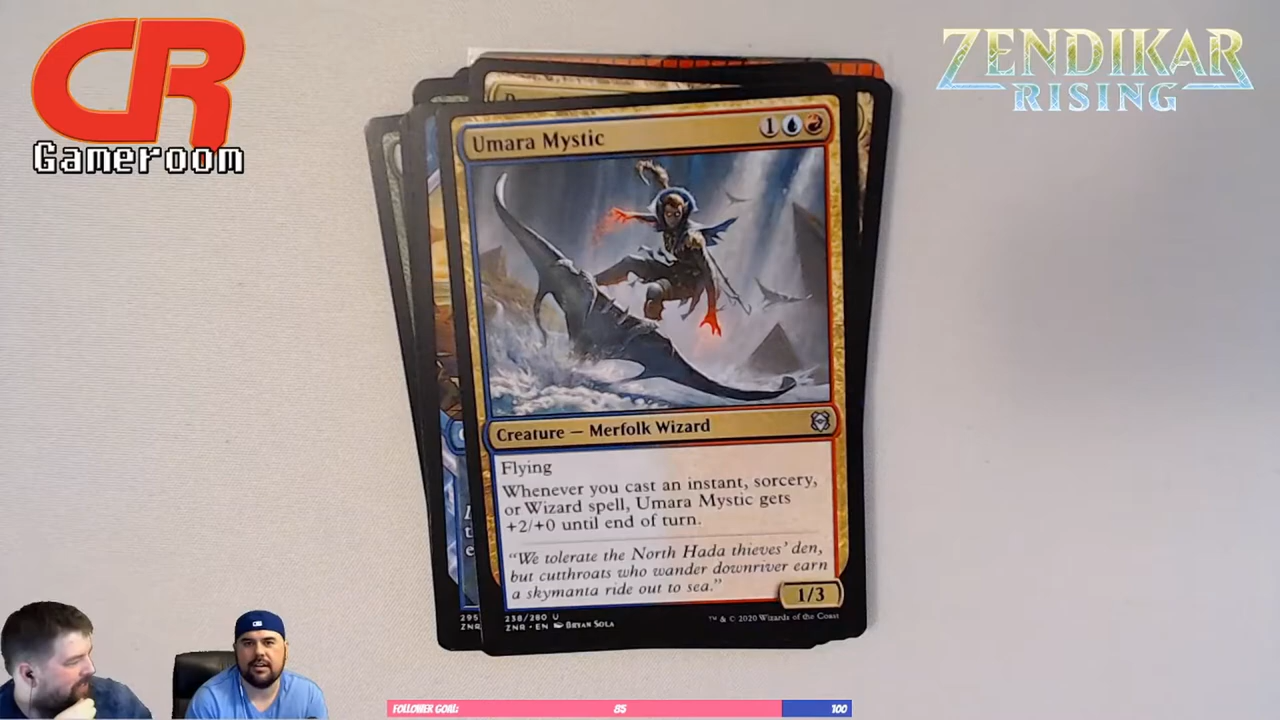 CR
Gameroom
ZENDIKAR
RISING
Umara Mystic
1
Creature — Merfolk Wizard
Flying
Whenever you cast an instant, sorcery,
or Wizard spell, Umara Mystic gets
+2/+0 until end of turn.
“We tolerate the North Hada thieves’ den,
but cutthroats who wander downriver earn
a skymanta ride out to sea.”
1/3
295
ZNR
238/280 U
ZNR • EN Bryan Sola
™ & © 2020 Wizards of the Coast
FOLLOWER GOAL:
85
100